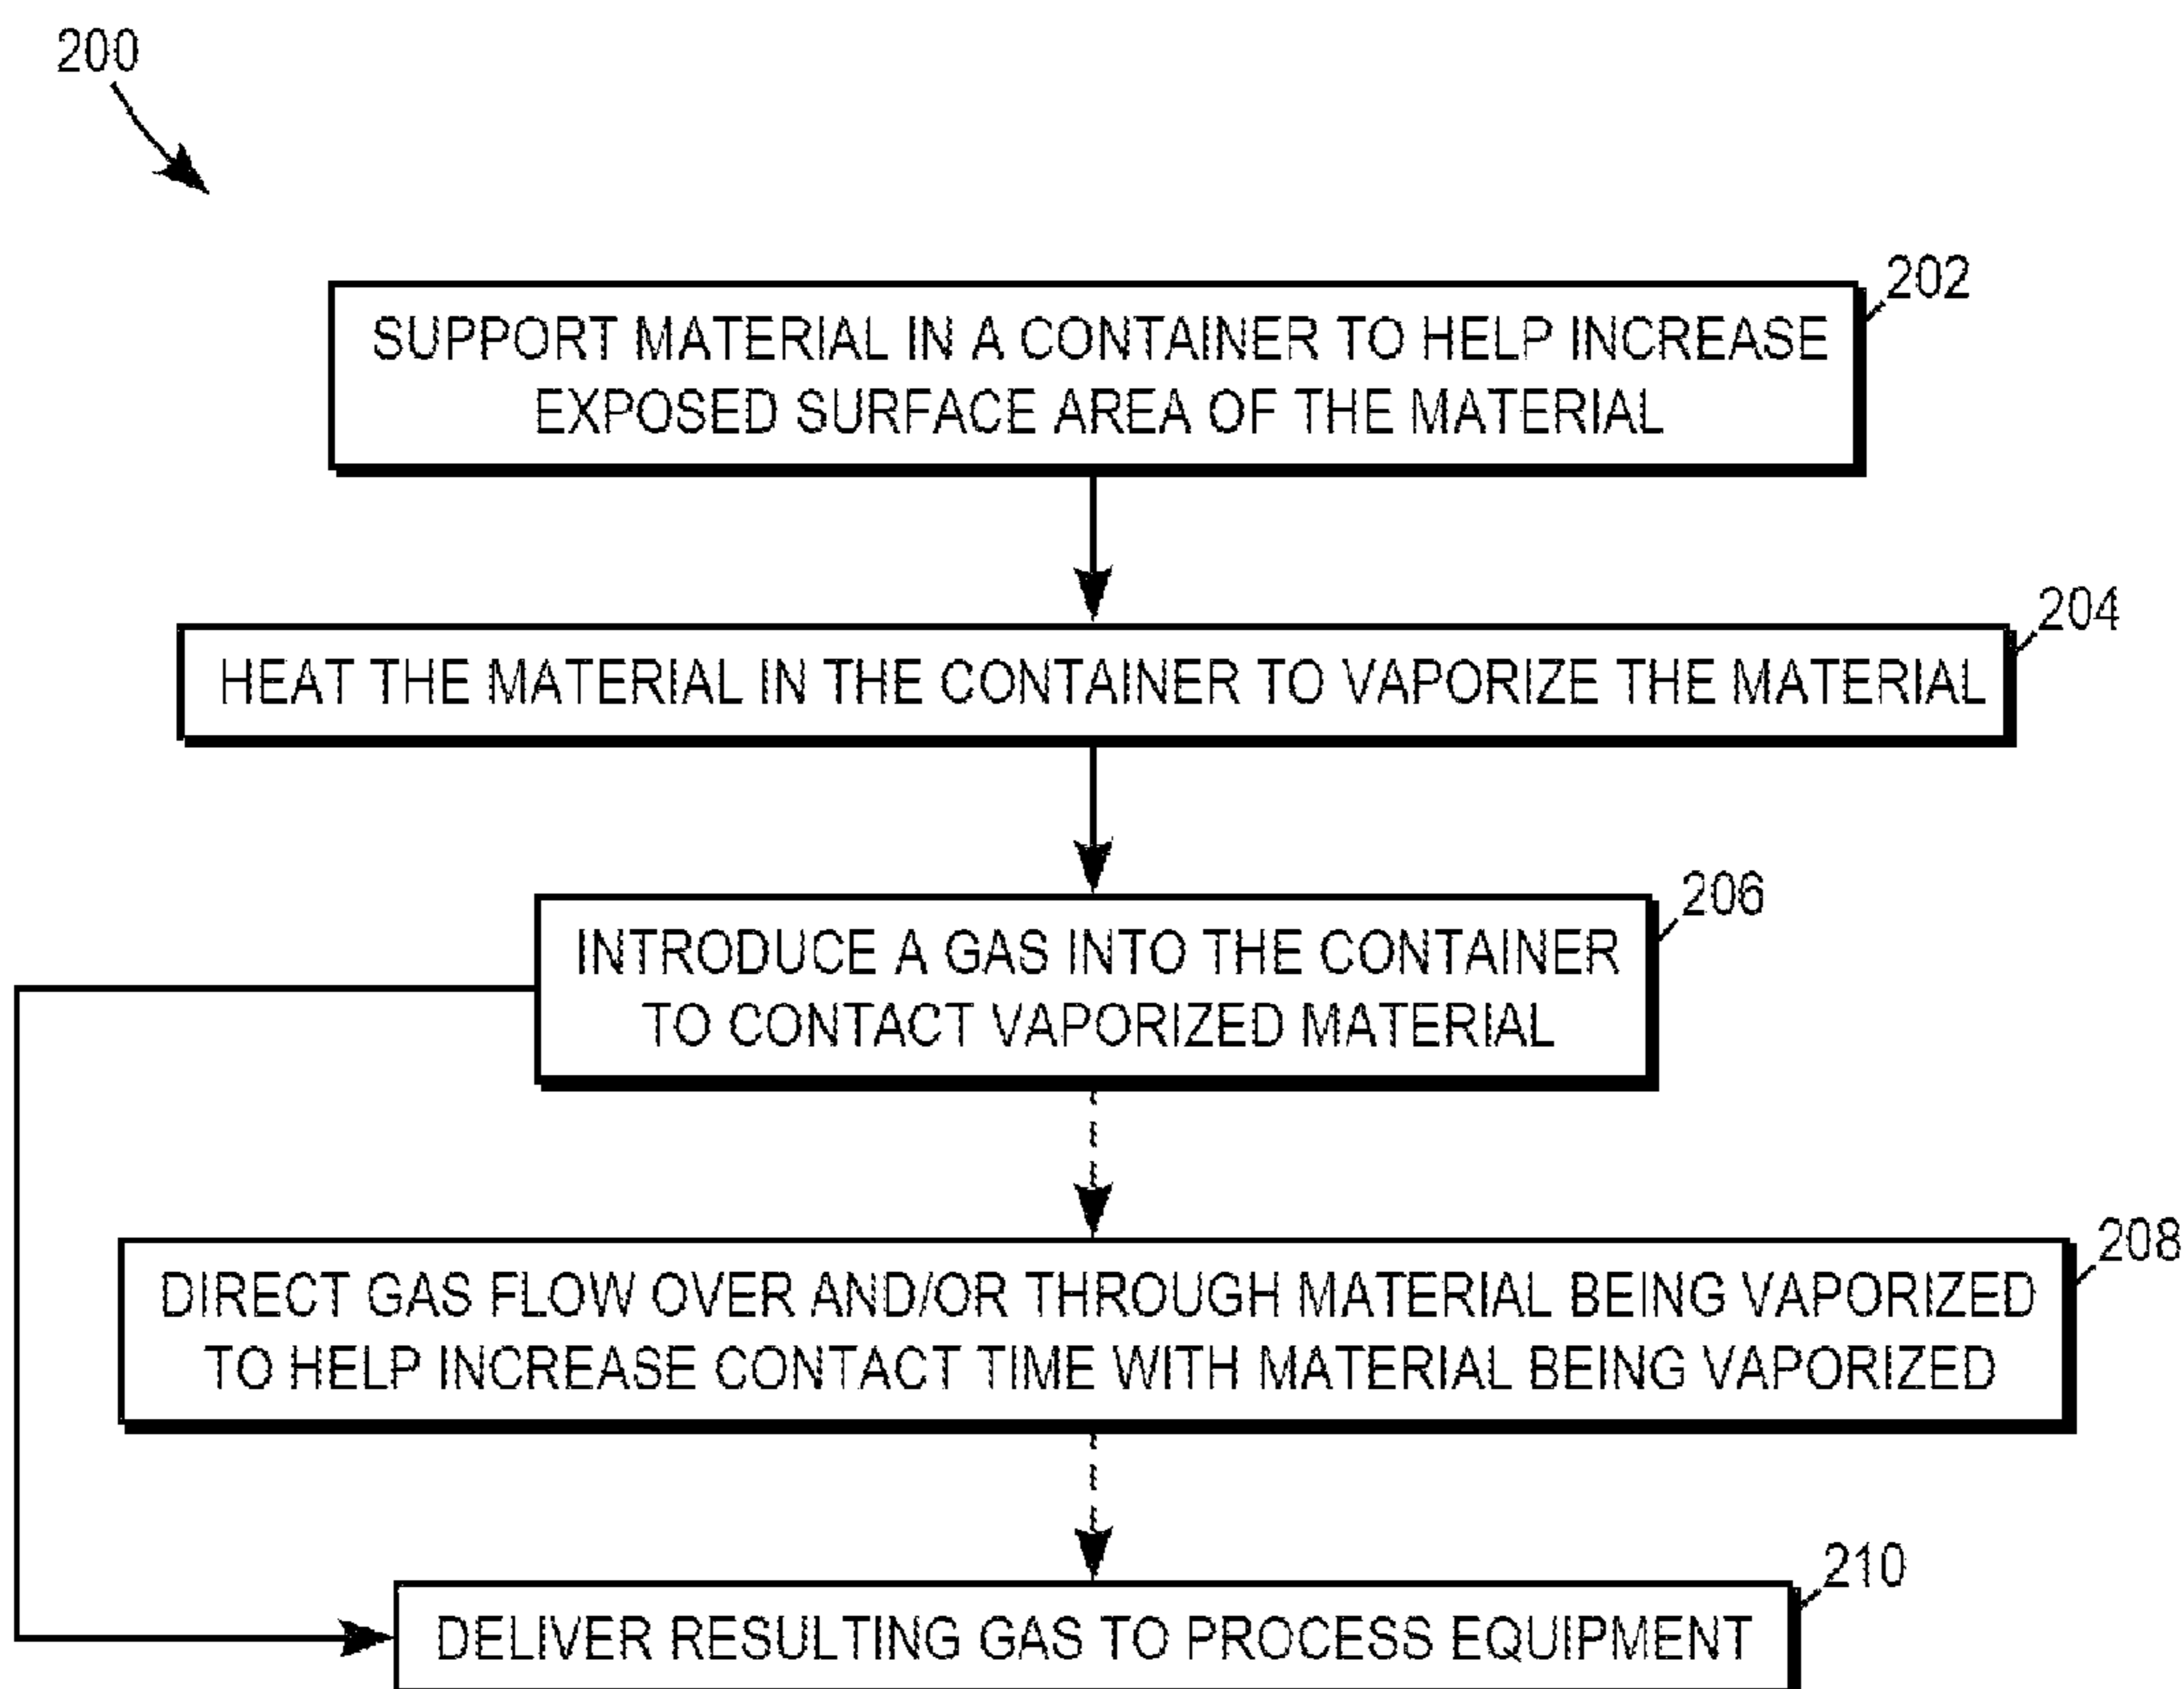 200
202
SUPPORT MATERIAL IN A CONTAINER TO HELP INCREASE
EXPOSED SURFACE AREA OF THE MATERIAL
204
HEAT THE MATERIAL IN THE CONTAINER TO VAPORIZE THE MATERIAL
206
INTRODUCE A GAS INTO THE CONTAINER
TO CONTACT VAPORIZED MATERIAL
208
DIRECT GAS FLOW OVER AND/OR THROUGH MATERIAL BEING VAPORIZED
TO HELP INCREASE CONTACT TIME WITH MATERIAL BEING VAPORIZED
210
DELIVER RESULTING GAS TO PROCESS EQUIPMENT